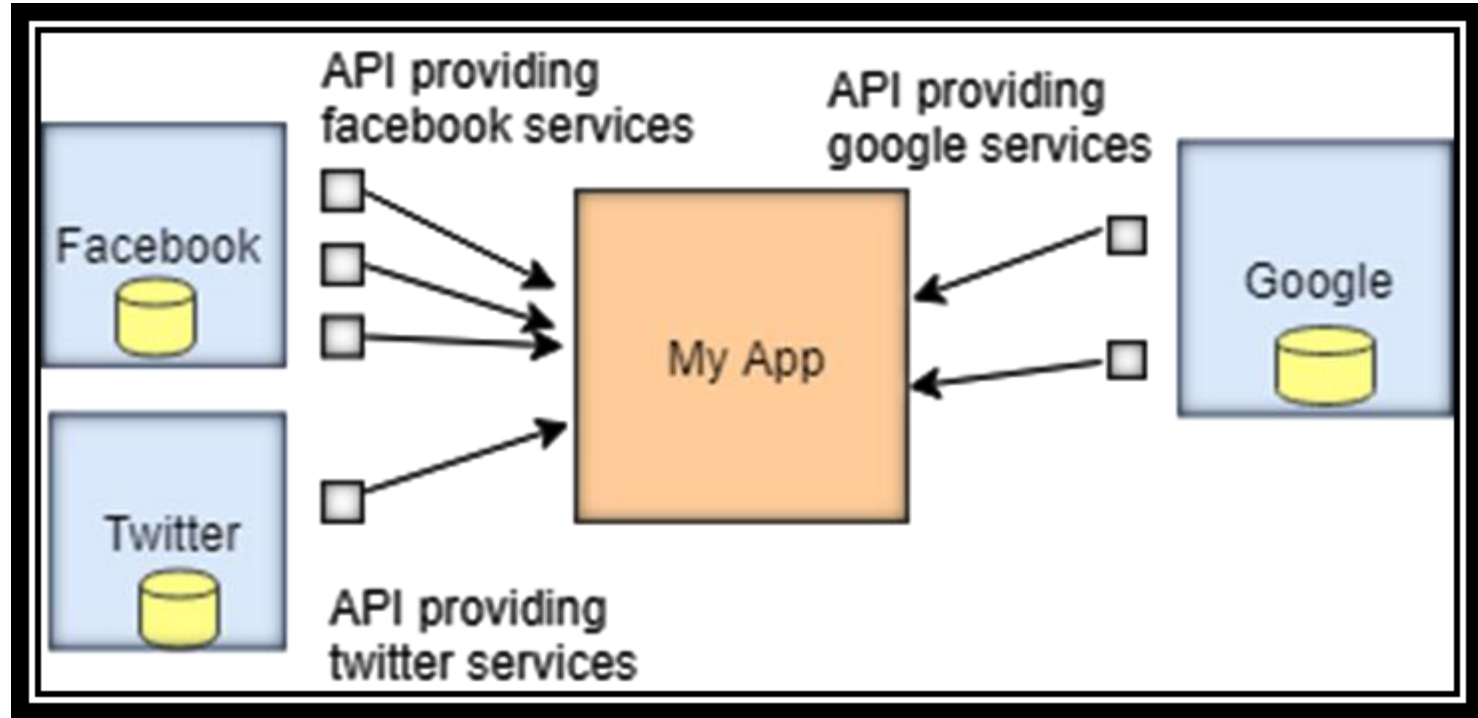 API providing
facebook services
API providing
google services
Facebook
Google
My App
Twitter
API providing
twitter services